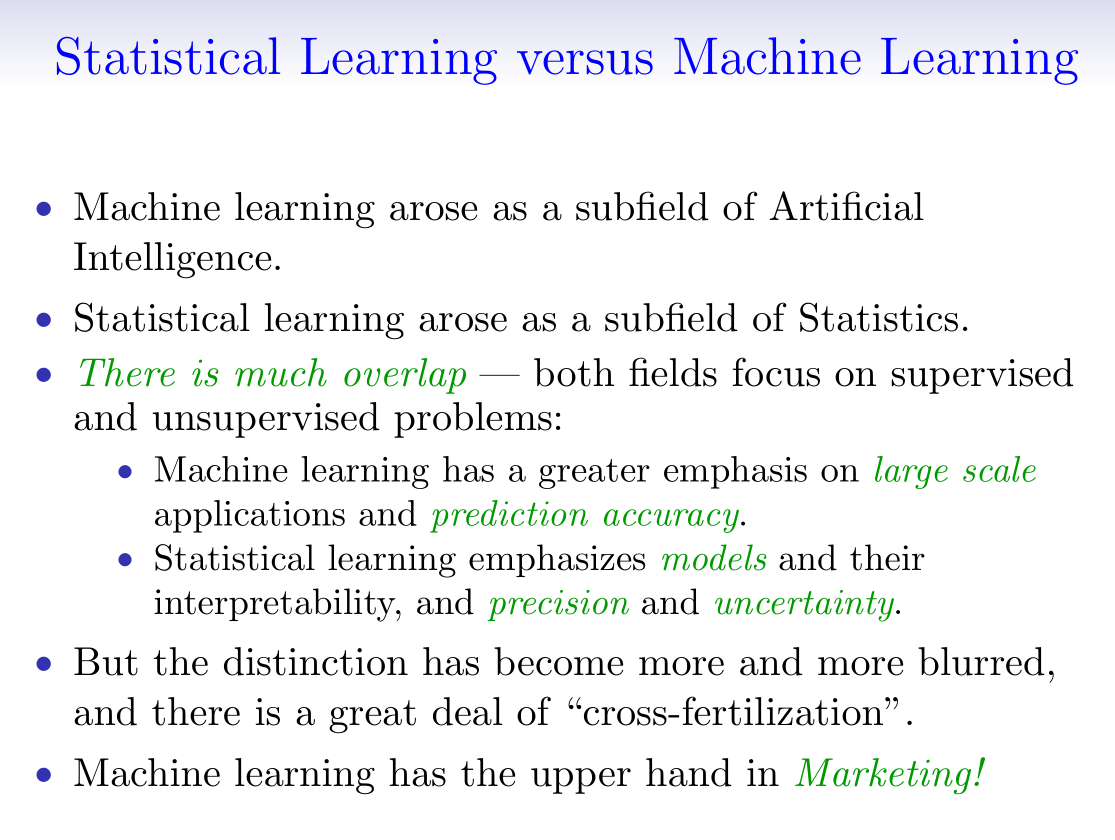 Statistical Learning versus Machine Learning
• Machine learning arose as a subfield of Artificial
Intelligence.
• Statistical learning arose as a subfield of Statistics.
• There is much overlap — both fields focus on supervised
and unsupervised problems:
• Machine learning has a greater emphasis on large scale
applications and prediction accuracy.
• Statistical learning emphasizes models and their
interpretability, and precision and uncertainty.
• But the distinction has become more and more blurred,
and there is a great deal of “cross-fertilization”.
• Machine learning has the upper hand in Marketing!